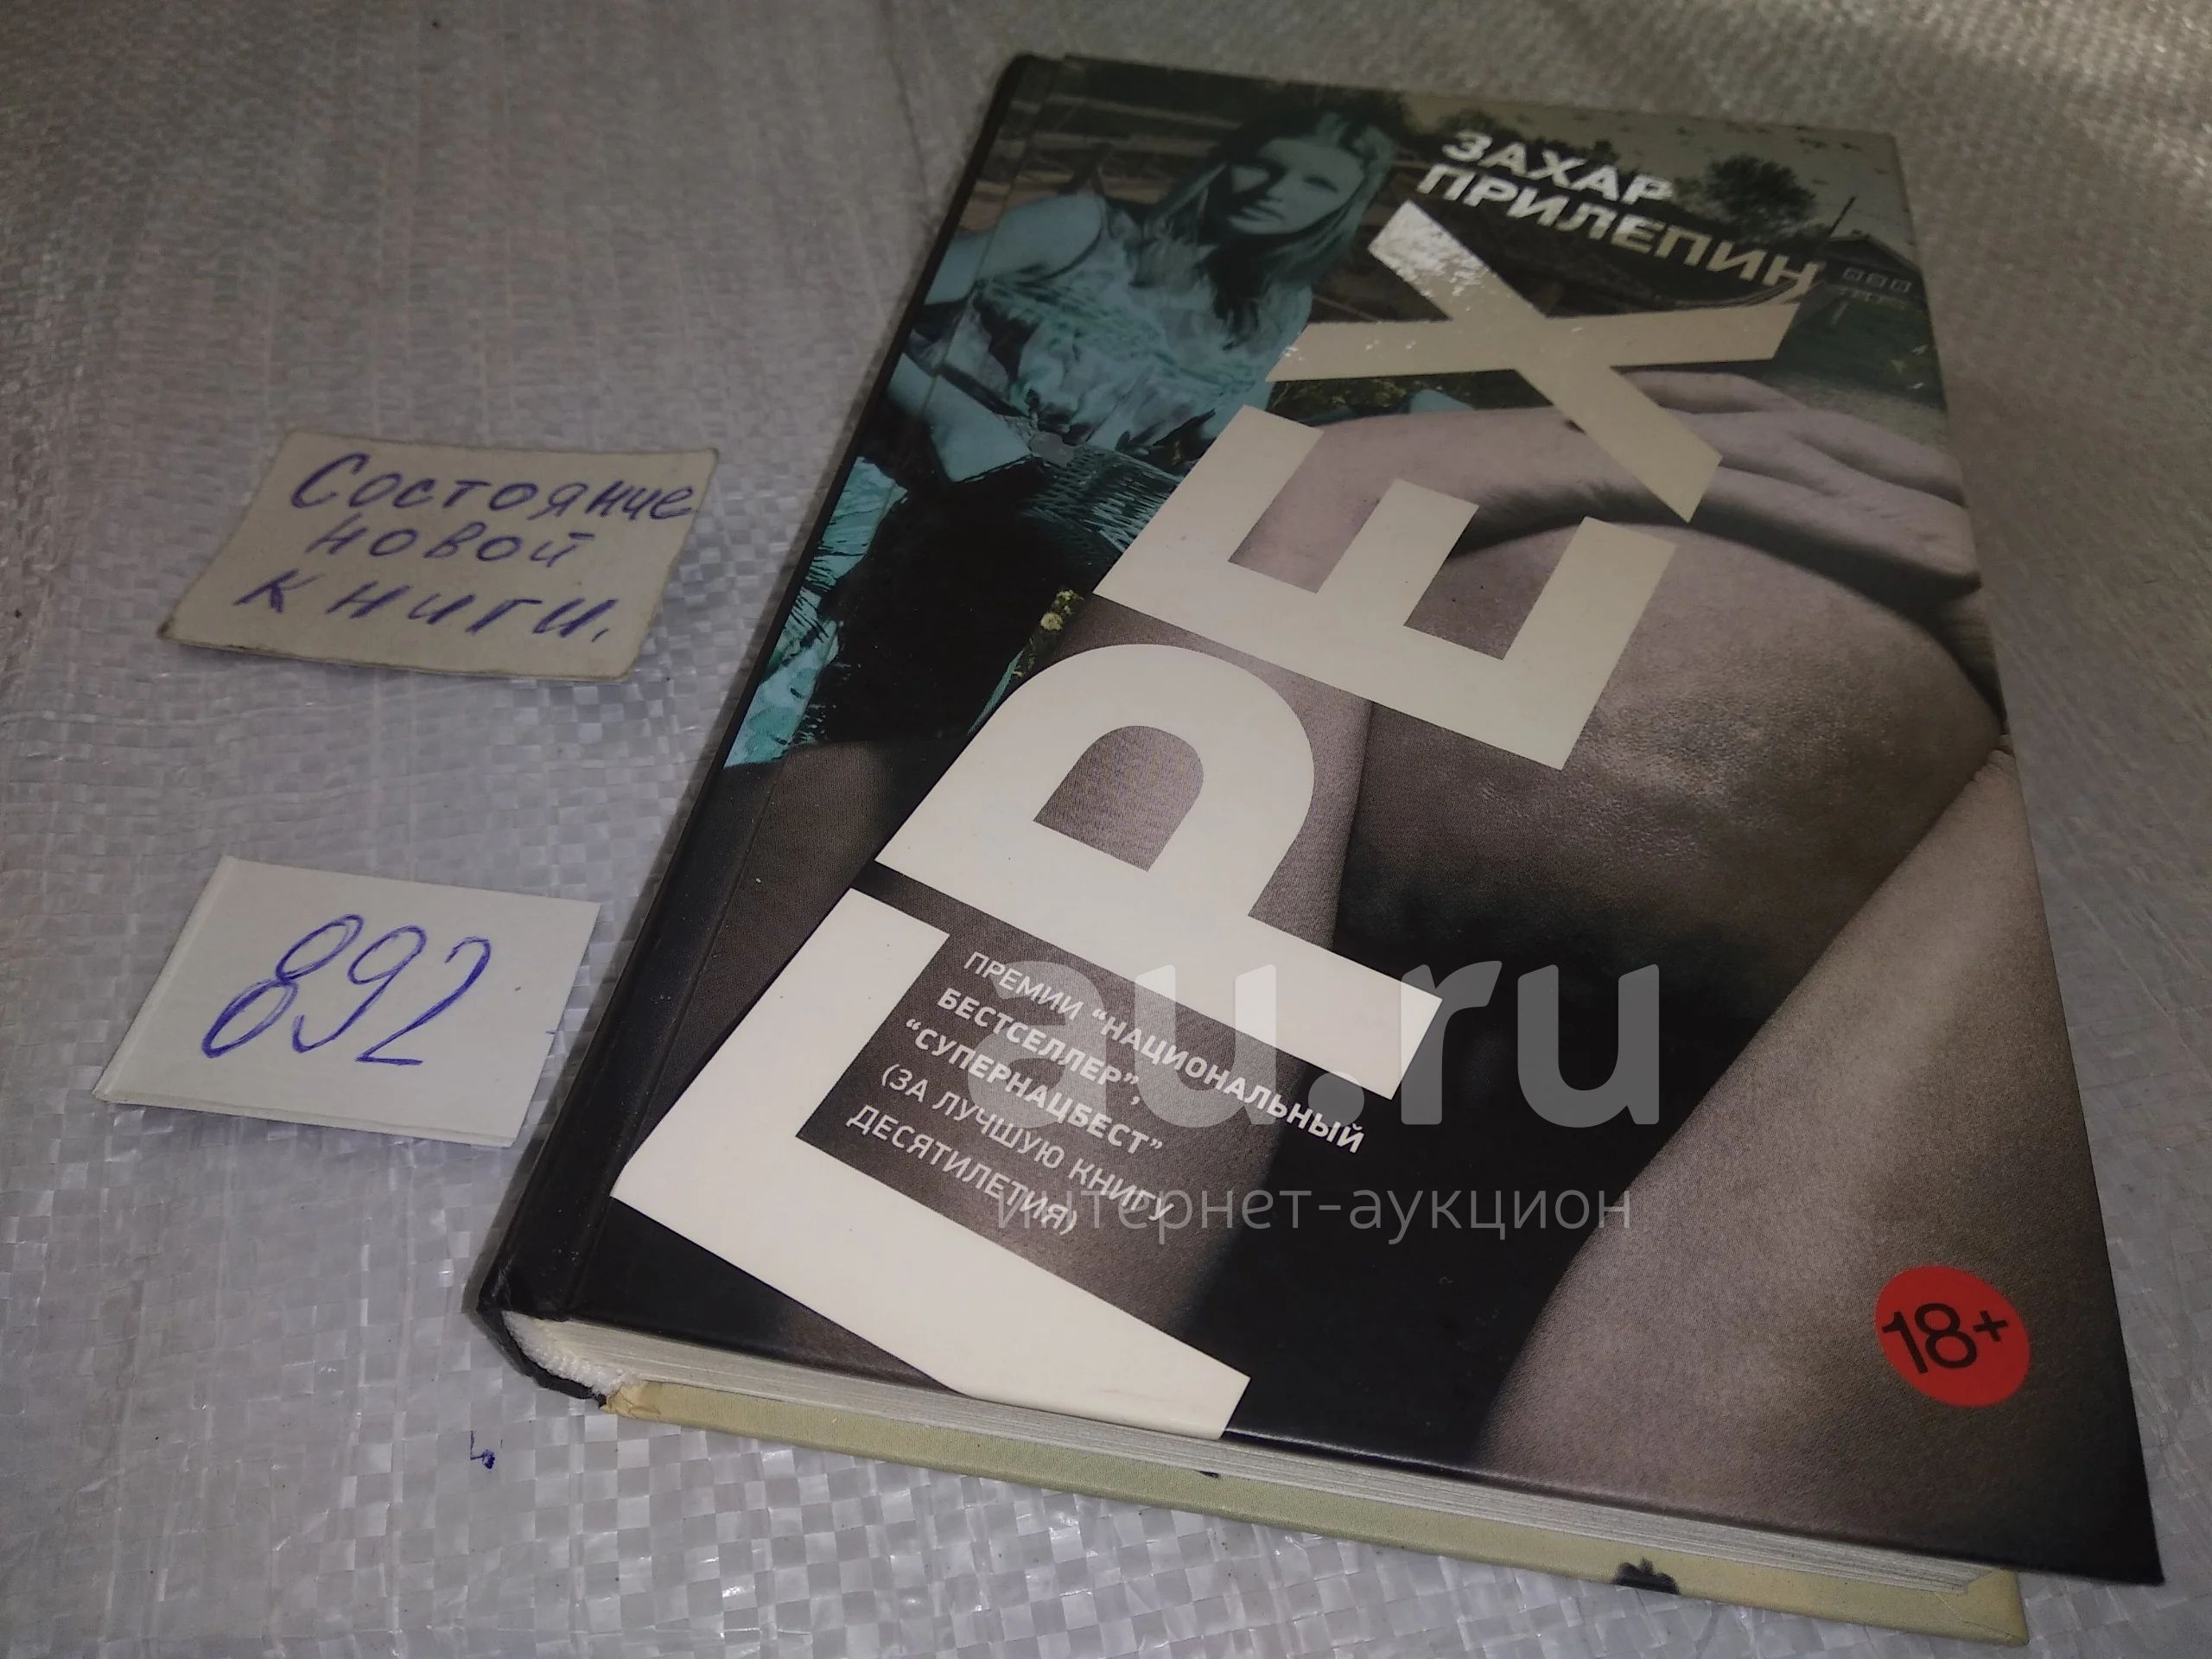 ЗАХАР
ПРИЛЕПИН
ГРЕХ
ПРЕМИИ “НАЦИОНАЛЬНЫЙ
БЕСТСЕЛЛЕР”,
“СУПЕРНАЦБЕСТ”
(ЗА ЛУЧШУЮ КНИГУ
ДЕСЯТИЛЕТИЯ)
18+
Состояние
новой
книги.
892
au.ru
интернет-аукцион